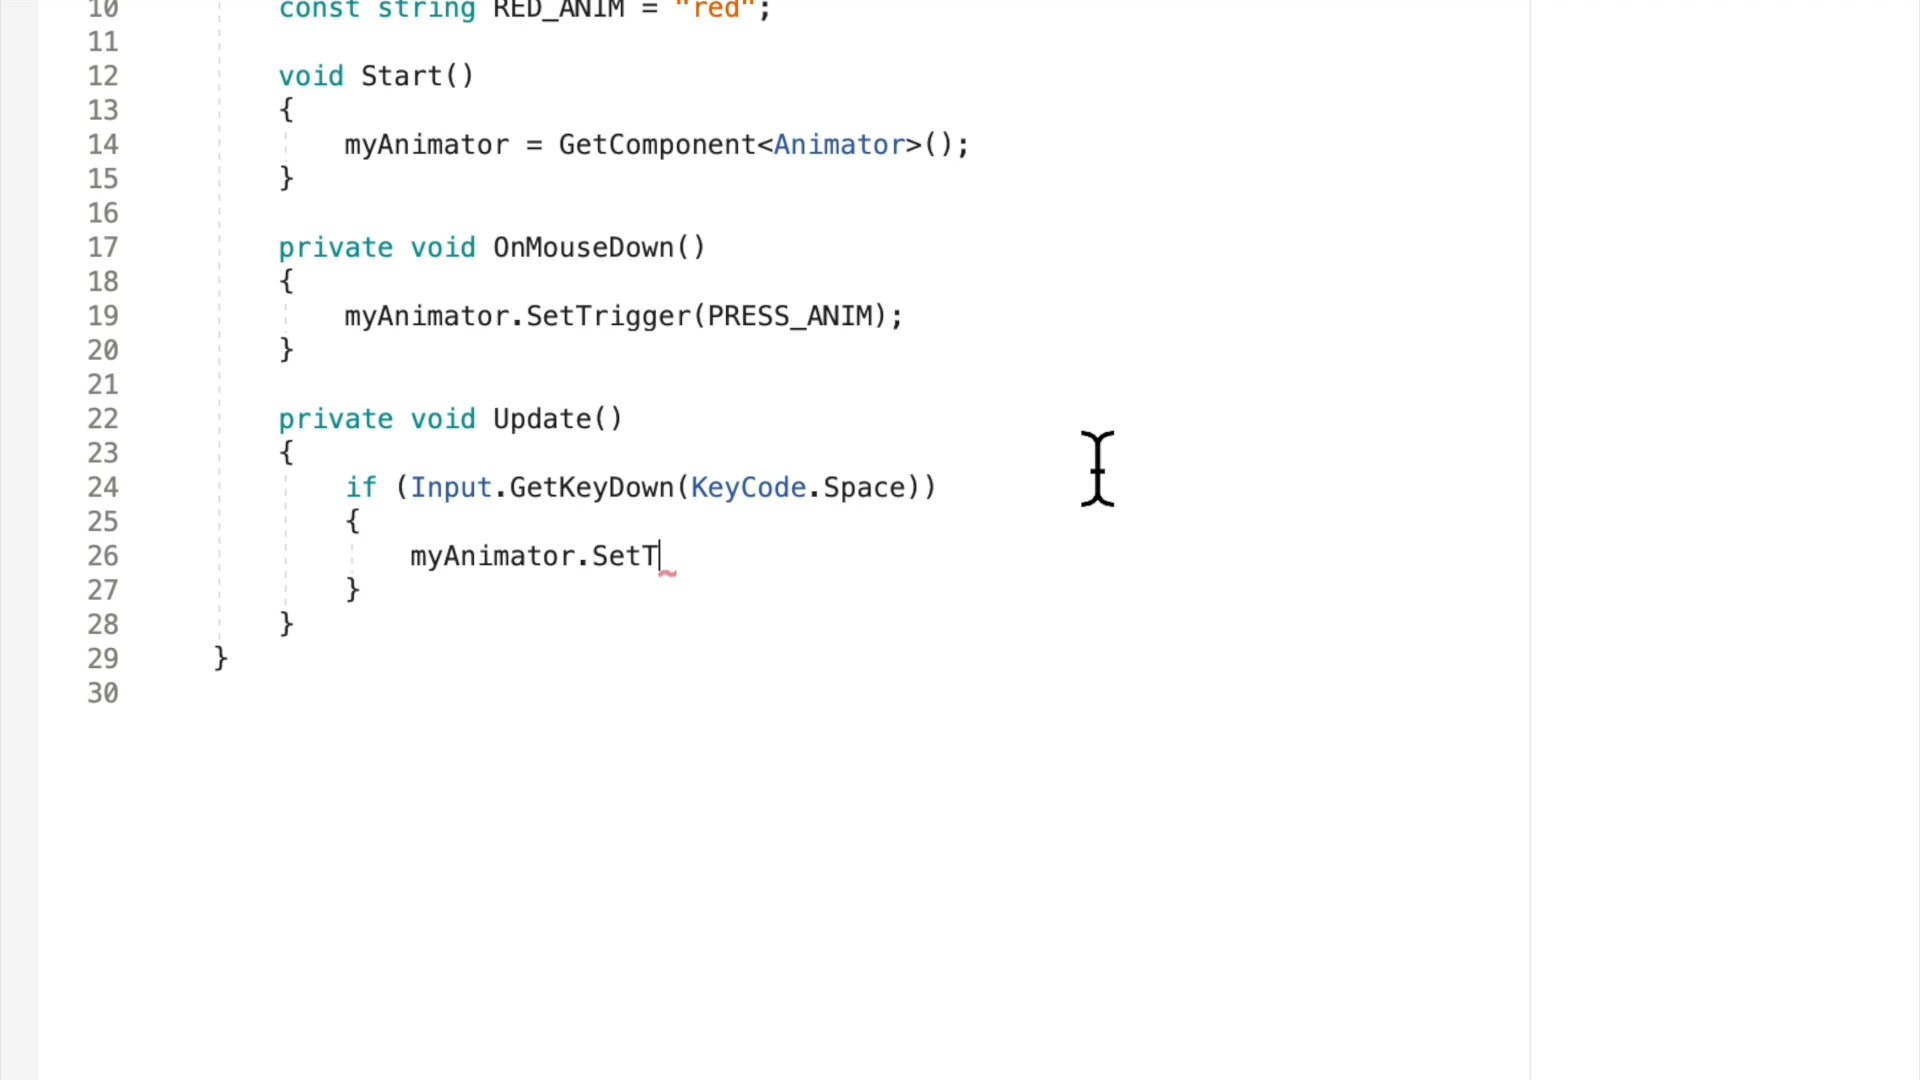 10 const string RED_ANIM = "red";
11
12 void Start()
13 {
14 myAnimator = GetComponent<Animator>();
15 }
16
17 private void OnMouseDown()
18 {
19 myAnimator.SetTrigger(PRESS_ANIM);
20 }
21
22 private void Update()
23 {
24 if (Input.GetKeyDown(KeyCode.Space))
25 {
26 myAnimator.SetT
27 }
28 }
29 }
30